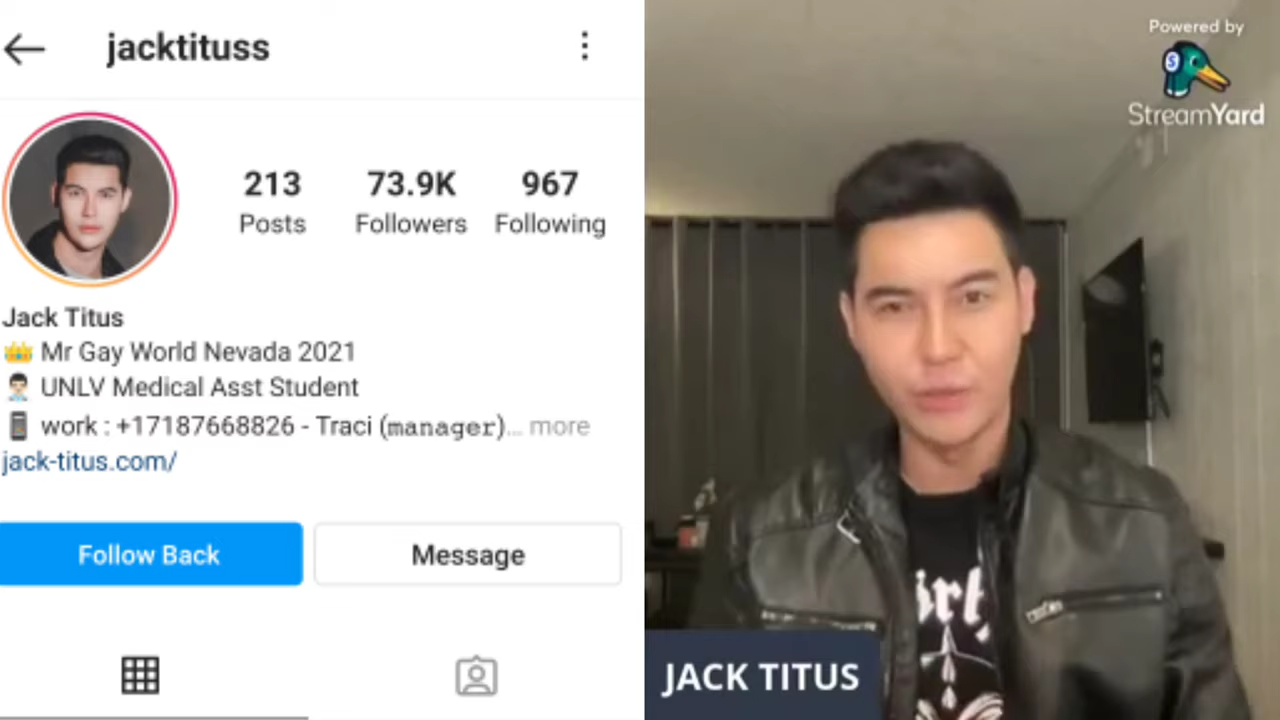 jacktituss
213
73.9K
967
Posts
Followers
Following
Jack Titus
👑 Mr Gay World Nevada 2021
👨🏻‍⚕️ UNLV Medical Asst Student
📱 work : +17187668826 - Traci (𝚖𝚊𝚗𝚊𝚐𝚎𝚛)... more
jack-titus.com/
Follow Back
Message
Powered by
StreamYard
JACK TITUS